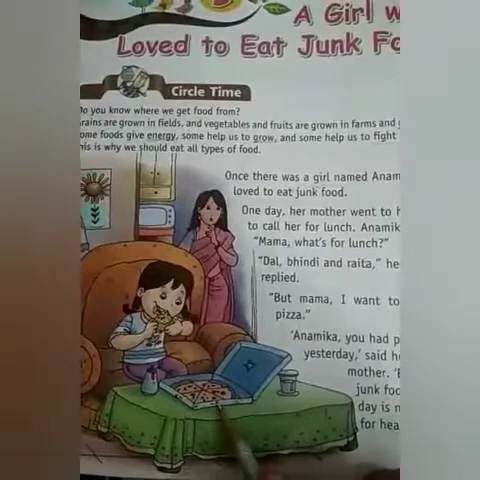 A Girl w
Loved to Eat Junk Fo
Circle Time
Do you know where we get food from?
rains are grown in fields, and vegetables and fruits are grown in farms and
ome foods give energy, some help us to grow, and some help us to fight
his is why we should eat all types of food.
Once there was a girl named Anam
loved to eat junk food.
One day, her mother went to h
to call her for lunch. Anamik
"Mama, what's for lunch?"
"Dal, bhindi and raita," he
replied.
"But mama, I want to
pizza."
'Anamika, you had p
yesterday,' said he
mother. '
junk foo
day is n
for hea